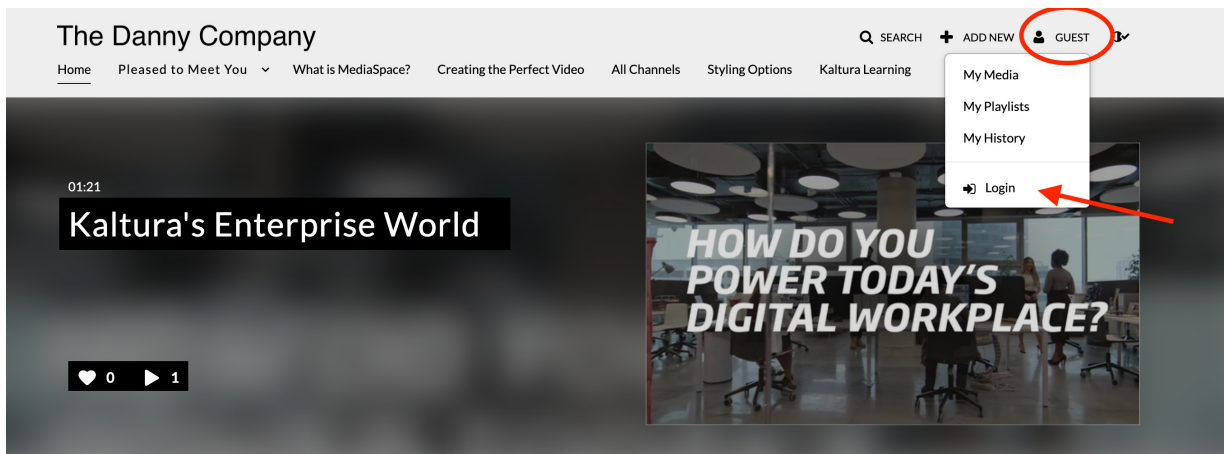 The Danny Company
SEARCH ADD NEW GUEST
Home Pleased to Meet You What is MediaSpace? Creating the Perfect Video All Channels Styling Options Kaltura Learning
My Media
My Playlists
My History
Login
01:21
Kaltura's Enterprise World
HOW DO YOU
POWER TODAY'S
DIGITAL WORKPLACE?
0 1